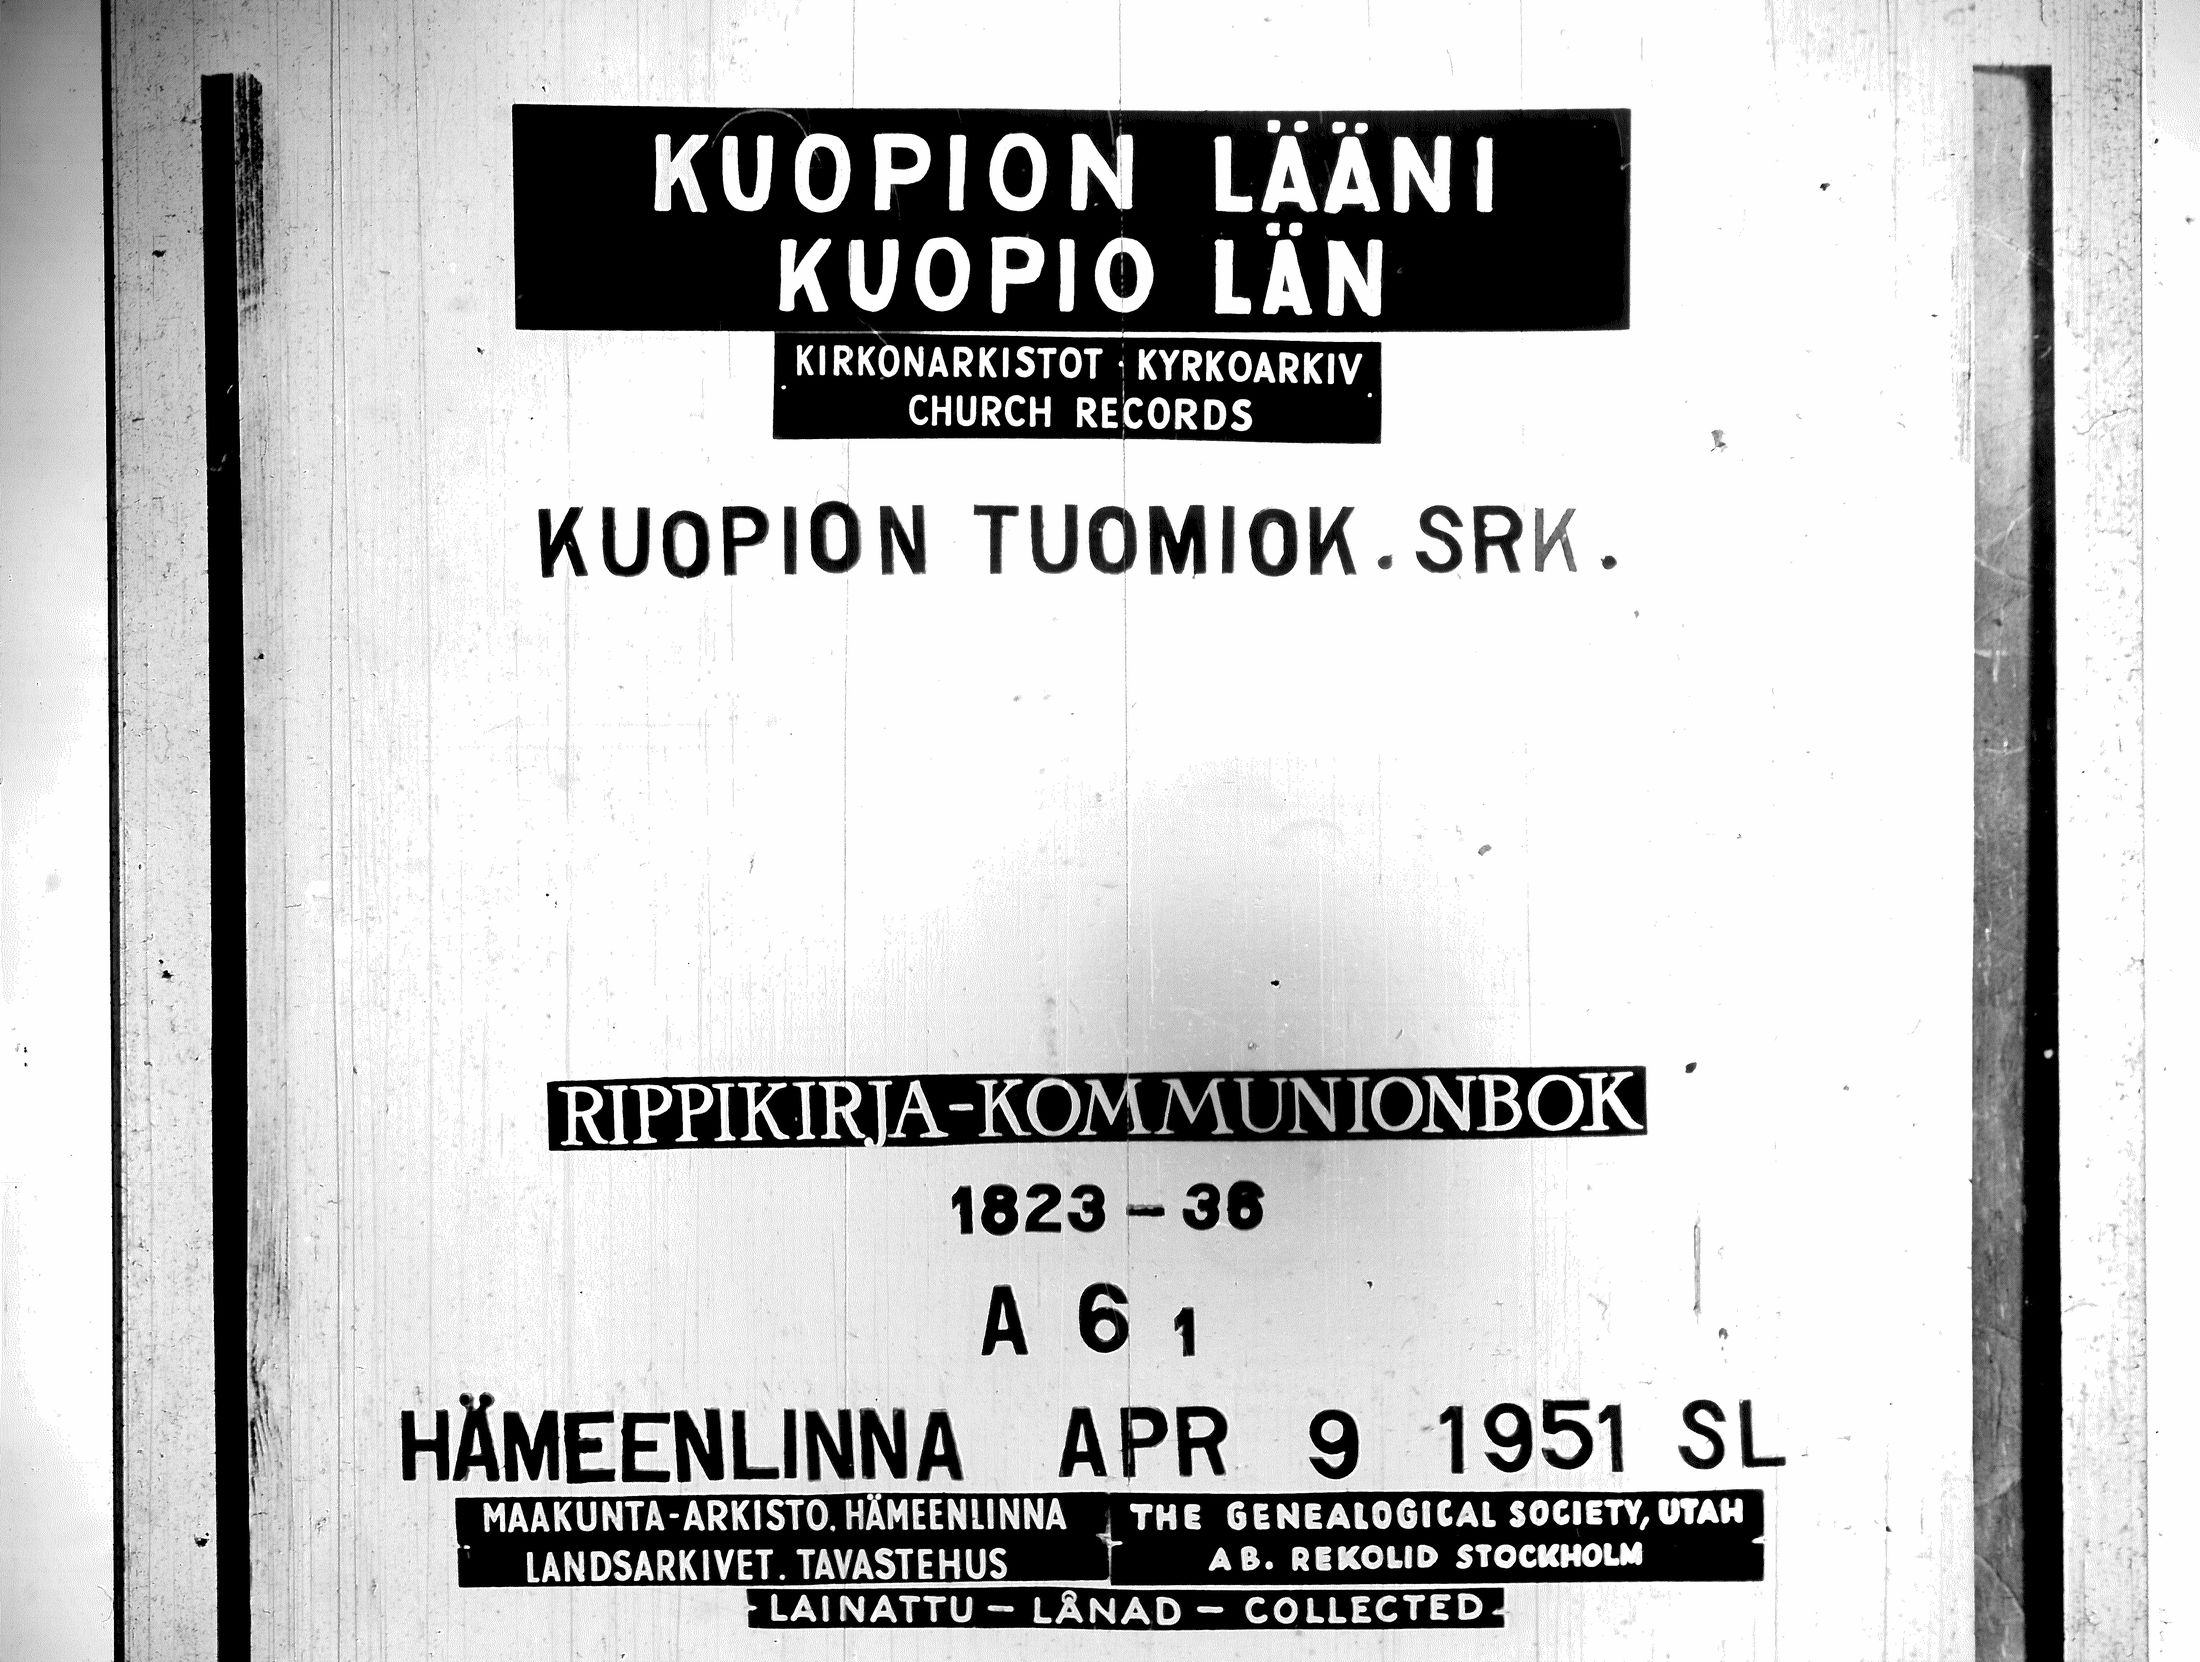 KUOPION LÄÄNI
KUOPIO LÄN
KIRKONARKISTOT · KYRKOARKIV
CHURCH RECORDS
KUOPION TUOMIOK. SRK.
RIPPIKIRJA-KOMMUNIONBOK
1823-36
A 6 1
HÄMEENLINNA APR 9 1951 SL
MAAKUNTA-ARKISTO. HÄMEENLINNA
LANDSARKIVET. TAVASTEHUS
THE GENEALOGICAL SOCIETY, UTAH
AB. REKOLID STOCKHOLM
LAINATTU - LÅNAD - COLLECTED